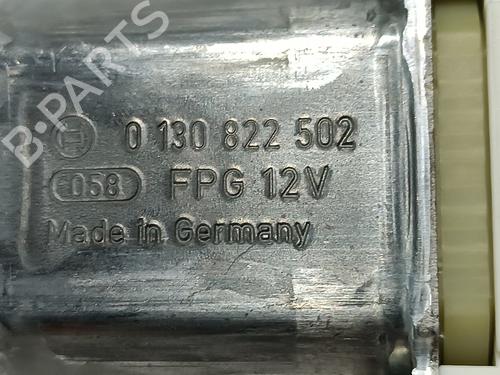 B-PARTS
0 130 822 502
058 FPG 12V
Made in Germany